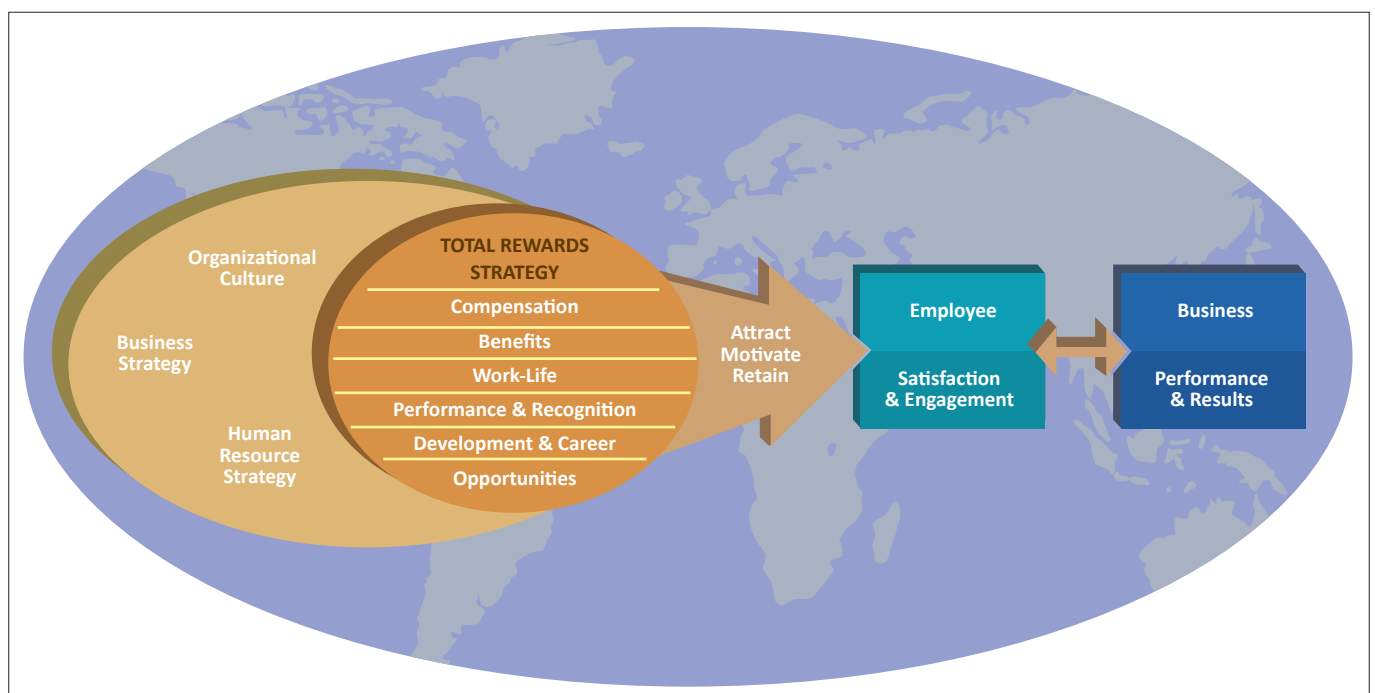 Organizational
Culture
Business
Strategy
Human
Resource
Strategy
TOTAL REWARDS
STRATEGY
Compensation
Benefits
Work-Life
Performance & Recognition
Development & Career
Opportunities
Attract
Motivate
Retain
Employee
Satisfaction
& Engagement
Business
Performance
& Results